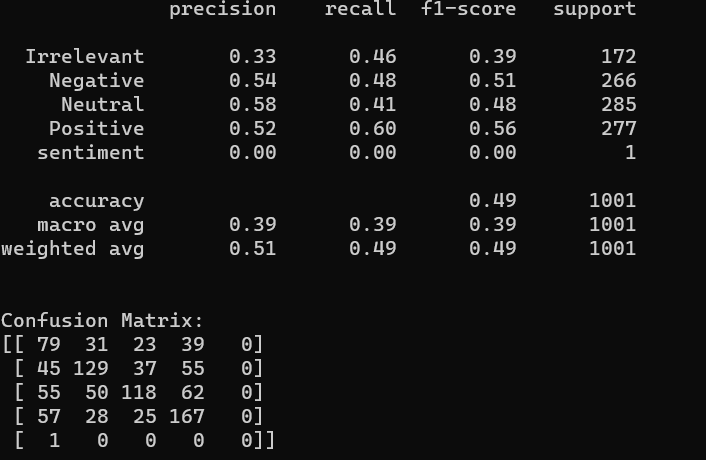 precision recall f1-score support
Irrelevant 0.33 0.46 0.39 172
Negative 0.54 0.48 0.51 266
Neutral 0.58 0.41 0.48 285
Positive 0.52 0.60 0.56 277
sentiment 0.00 0.00 0.00 1
accuracy 0.49 1001
macro avg 0.39 0.39 0.39 1001
weighted avg 0.51 0.49 0.49 1001
Confusion Matrix:
[[ 79 31 23 39 0]
[ 45 129 37 55 0]
[ 55 50 118 62 0]
[ 57 28 25 167 0]
[ 1 0 0 0 0]]